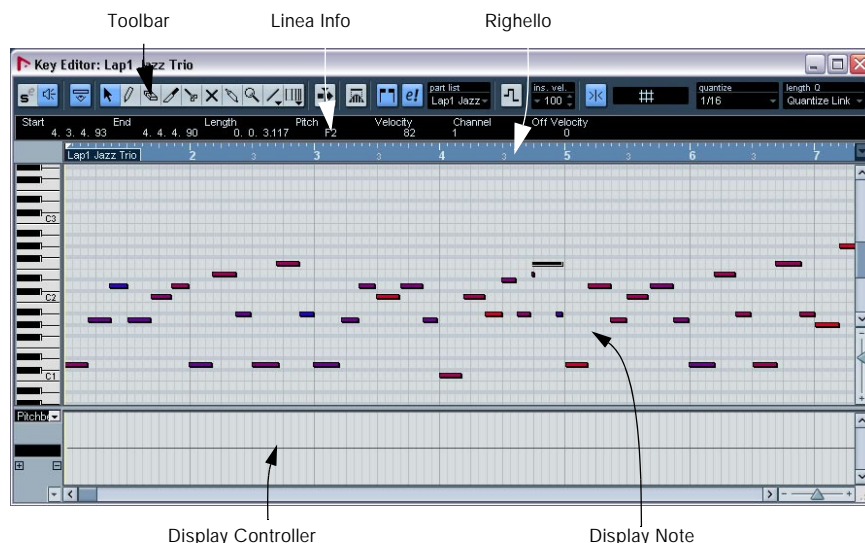 Toolbar Linea Info Righello
Key Editor: Lap1 Jazz Trio
part list ins. vel. quantize length Q
Lap1 Jazz 100 1/16 Quantize Link
Start End Length Pitch Velocity Channel Off Velocity
4. 3. 4. 93 4. 4. 4. 90 0. 0. 3.117 F2 82 1 0
Lap1 Jazz Trio 2 3 3 3 4 3 5 3 6 3 7
C3
C2
C1
Pitchbe
Display Controller Display Note